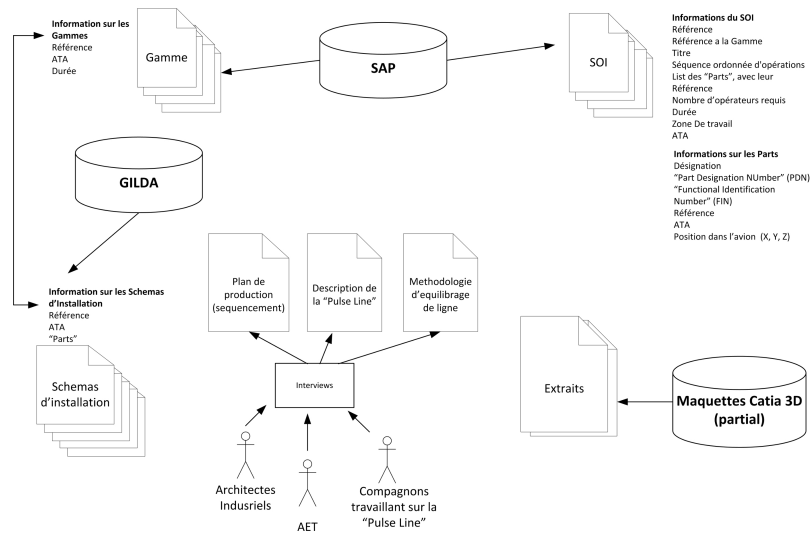 Information sur les
Gammes
Référence
ATA
Durée
Gamme
SAP
SOI
Informations du SOI
Référence
Référence a la Gamme
Titre
Séquence ordonnée d'opérations
List des "Parts", avec leur
Référence
Nombre d'opérateurs requis
Durée
Zone De travail
ATA
Informations sur les Parts
Désignation
"Part Designation NUmber" (PDN)
"Functional Identification
Number" (FIN)
Référence
ATA
Position dans l'avion (X, Y, Z)
GILDA
Information sur les Schemas
d'Installation
Référence
ATA
"Parts"
Schemas
d'installation
Plan de
production
(sequencement)
Description de
la "Pulse Line"
Methodologie
d'equilibrage
de ligne
Interviews
Architectes
Indusriels
AET
Compagnons
travaillant sur la
"Pulse Line"
Extraits
Maquettes Catia 3D
(partial)